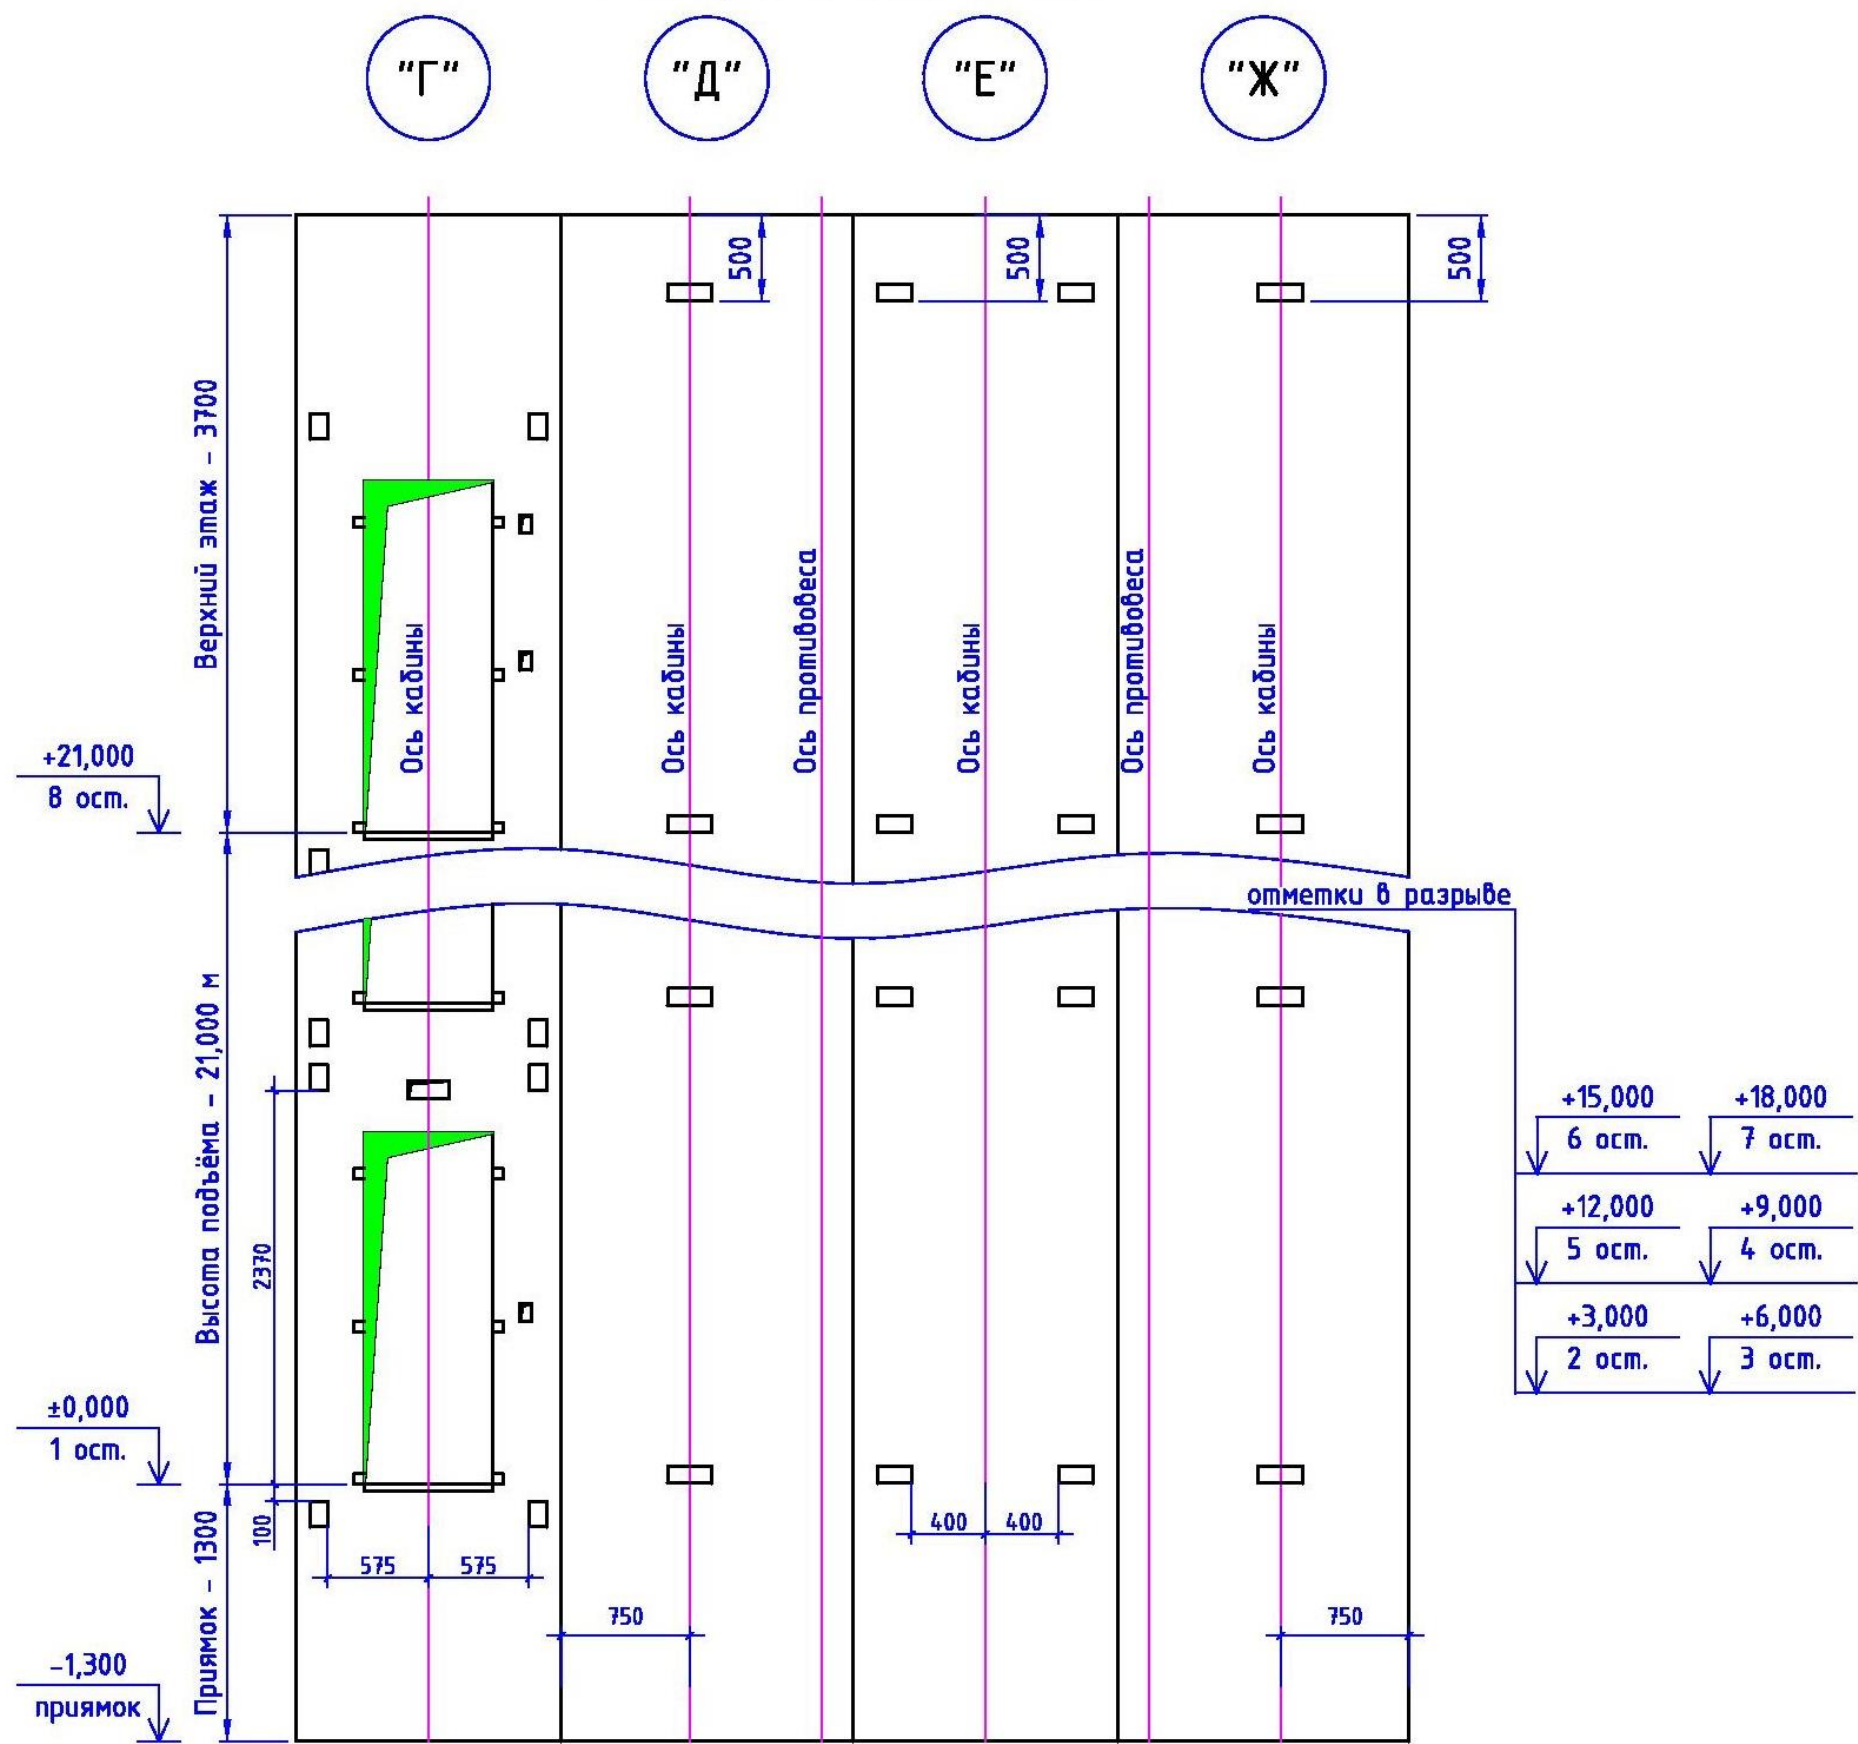 "Г"
"Д"
"Е"
"Ж"
500
500
500
Верхний этаж - 3700
Ось кабины
Ось кабины
Ось противовеса
Ось кабины
Ось противовеса
Ось кабины
+21,000
8 ост.
отметки в разрыве
Высота подъёма - 21,000 м
+15,000
6 ост.
+18,000
7 ост.
+12,000
5 ост.
+9,000
4 ост.
+3,000
2 ост.
+6,000
3 ост.
2370
±0,000
1 ост.
100
Приямок - 1300
400
400
575
575
750
750
-1,300
приямок